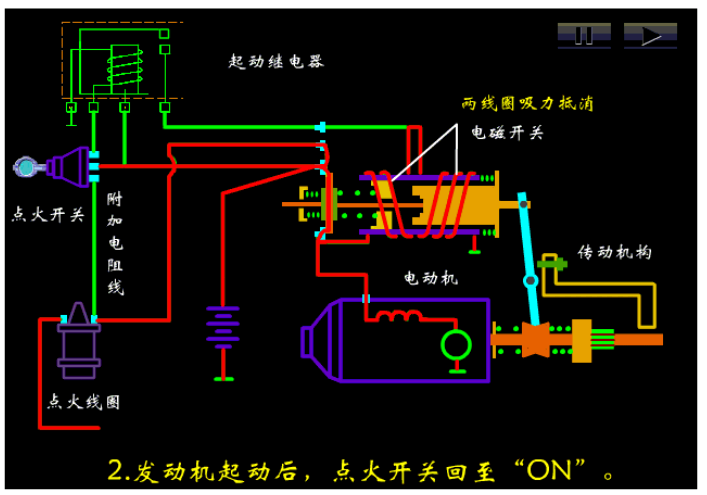 起动继电器
两线圈吸力抵消
电磁开关
点火开关
附加电阻线
传动机构
电动机
点火线圈
2.发动机起动后，点火开关回至“ON”。